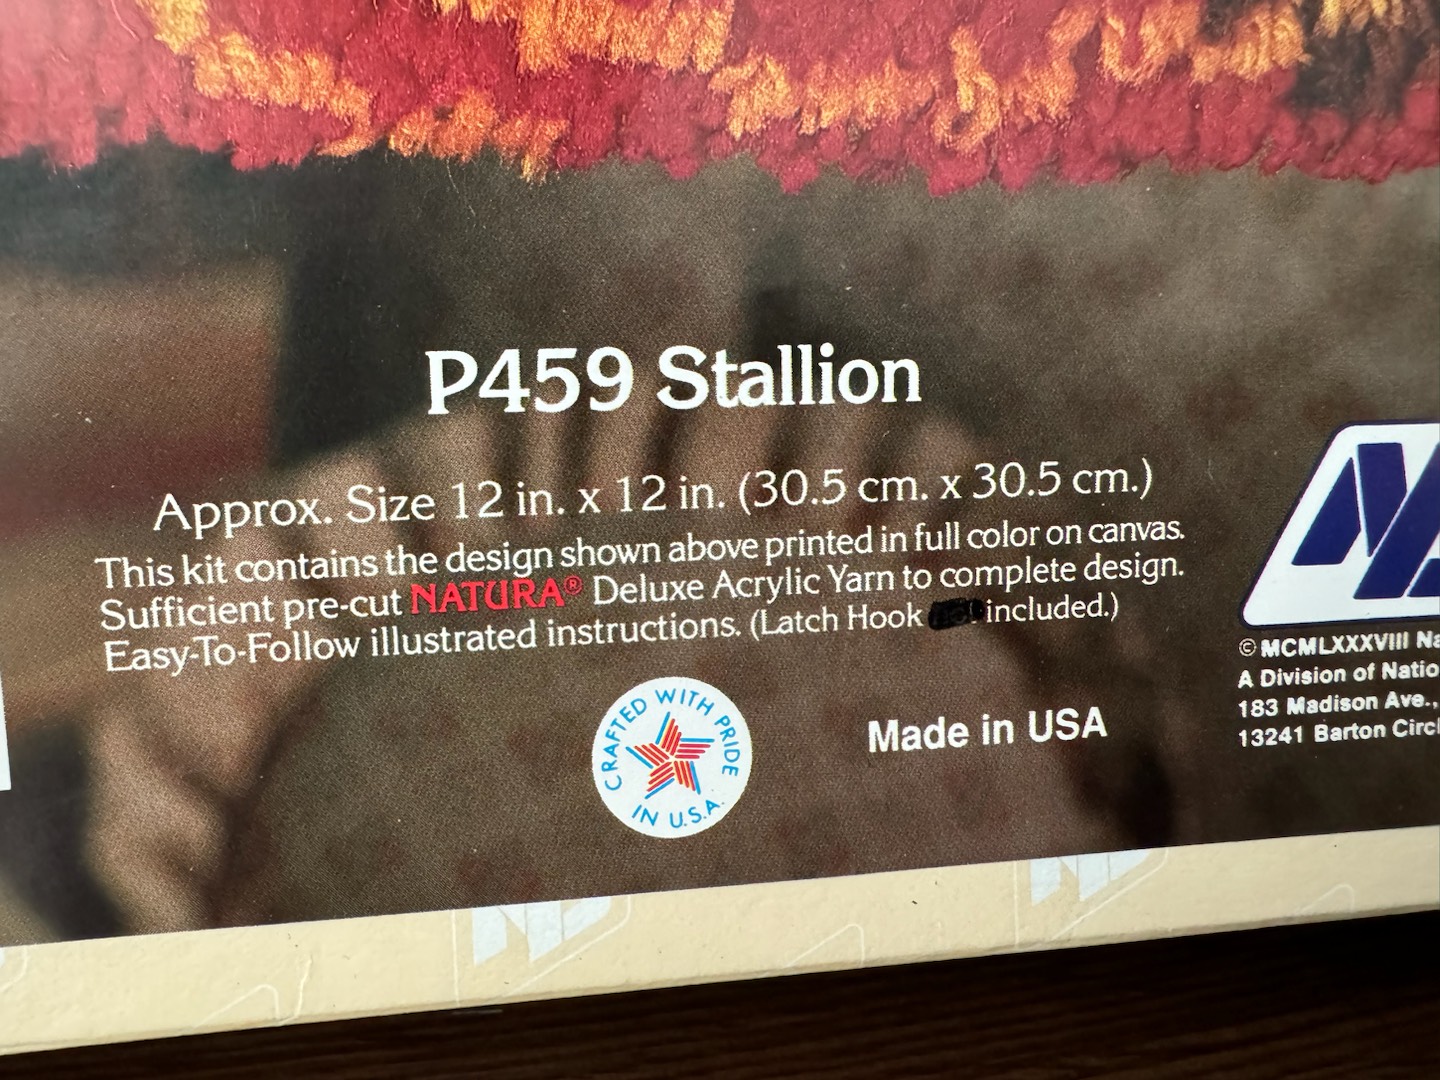 P459 Stallion
Approx. Size 12 in. x 12 in. (30.5 cm. x 30.5 cm.)
This kit contains the design shown above printed in full color on canvas.
Sufficient pre-cut NATURA® Deluxe Acrylic Yarn to complete design.
Easy-To-Follow illustrated instructions. (Latch Hook included.)
CRAFTED WITH PRIDE
IN U.S.A.
Made in USA
© MCMLXXXVIII
A Division of
183 Madison Ave.,
13241 Barton